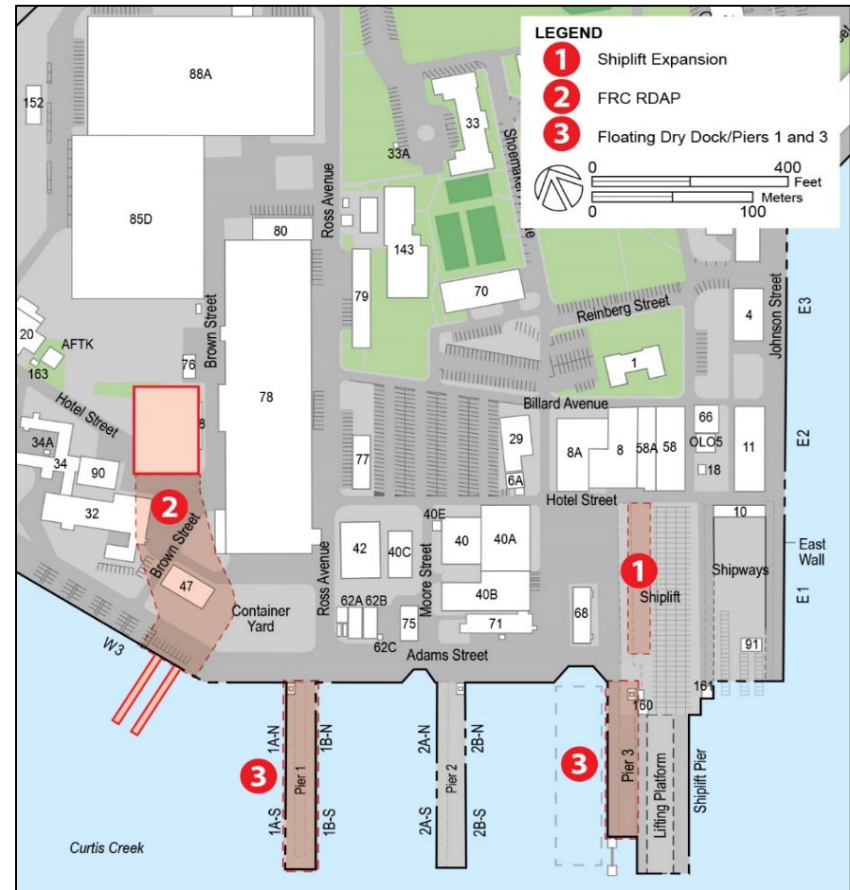 LEGEND
1 Shiplift Expansion
2 FRC RDAP
3 Floating Dry Dock/Piers 1 and 3
0 400
Feet
Meters
0 100
88A
152
33
33A
Ross Avenue
85D
80
143
79
70
Reinberg Street
4
Johnson Street
E3
20
AFTK
163
76
Brown Street
78
1
Billard Avenue
Hotel Street
34A
34
90
32
2
Brown Street
47
77
29
6A
8A
8
58A
58
66
OLO5
18
11
E2
Hotel Street
10
East
Wall
Shipways
E1
1
Shiplift
91
42
40C
40E
Moore Street
40
40A
40B
71
68
Ross Avenue
62A
62B
62C
75
Adams Street
Container
Yard
W3
160
161
1A-N
1B-N
Pier 1
1A-S
1B-S
3
2A-N
2B-N
Pier 2
2A-S
2B-S
3
Pier 3
Lifting Platform
Shiplift Pier
Curtis Creek